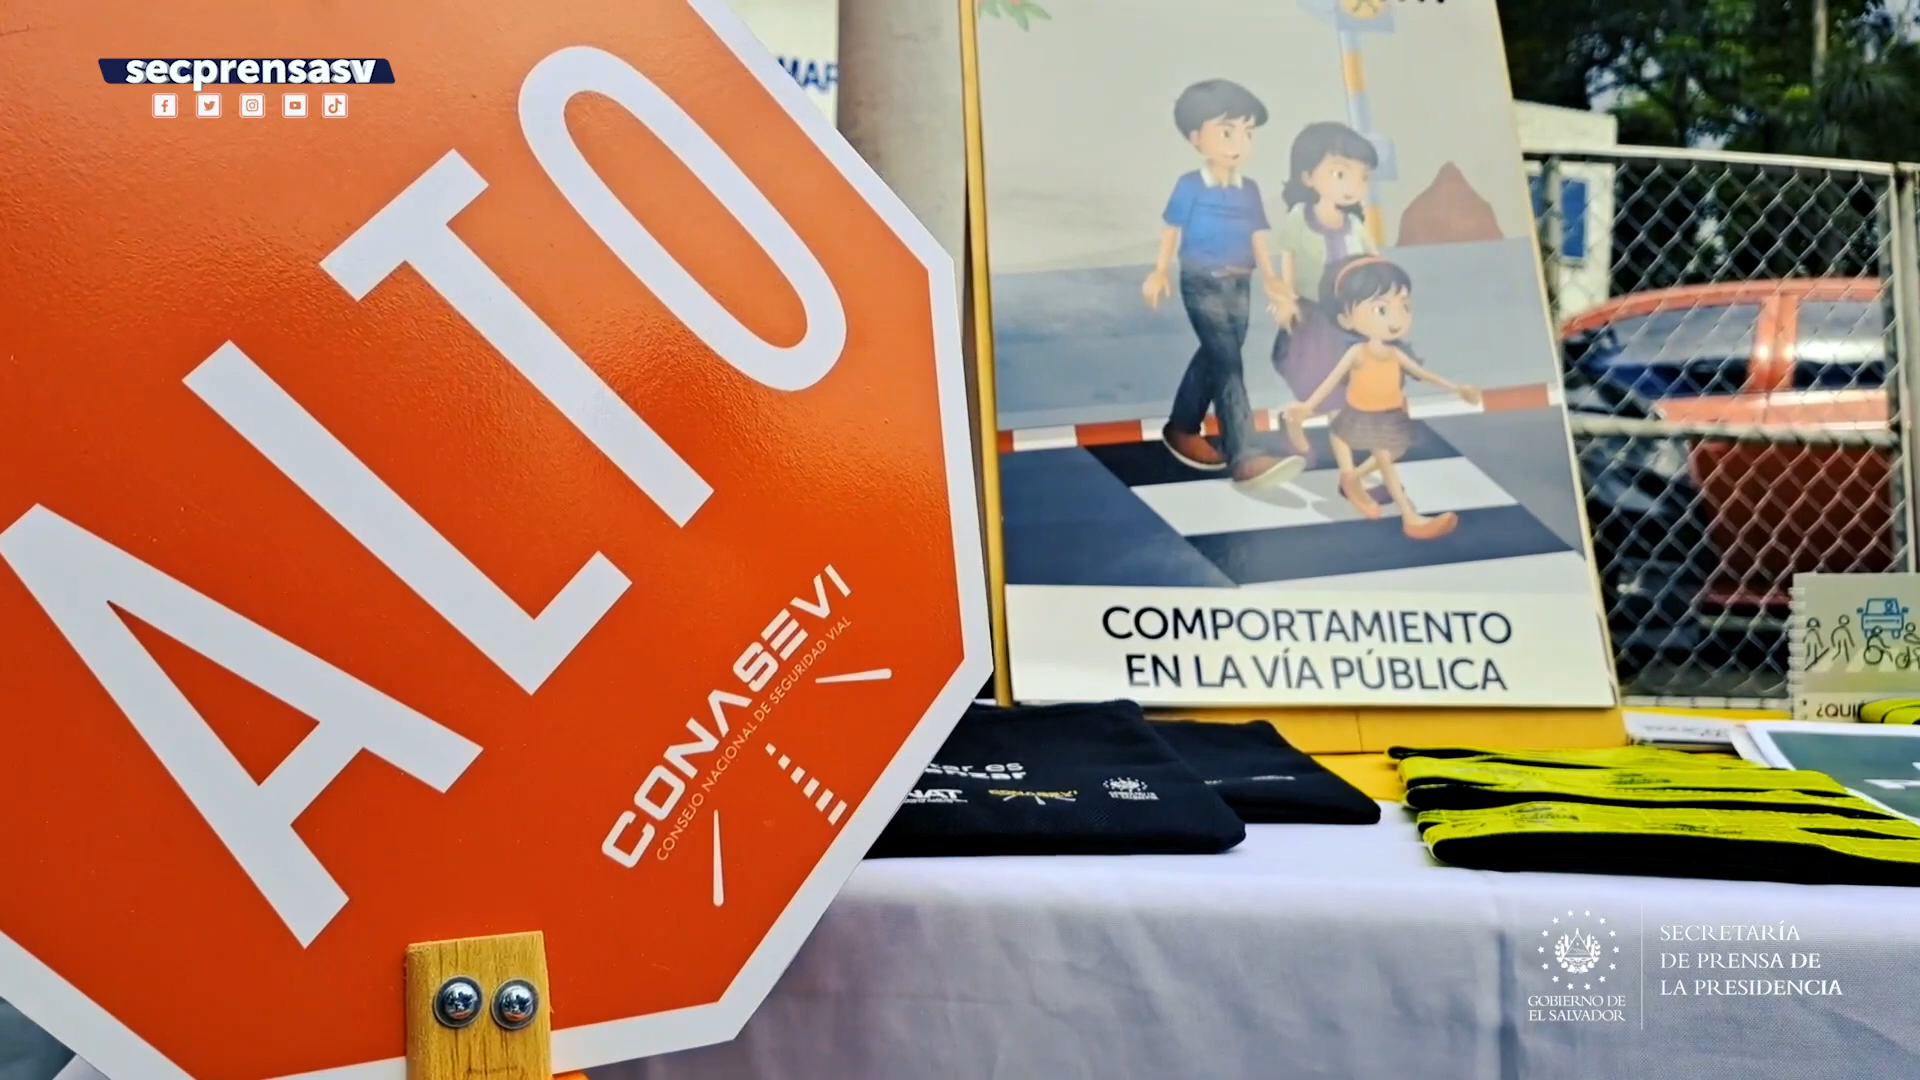 secprensasv
ALTO
CONASEVI
CONSEJO NACIONAL DE SEGURIDAD VIAL
COMPORTAMIENTO
EN LA VÍA PÚBLICA
CONASEVI
GOBIERNO DE
EL SALVADOR
SECRETARÍA
DE PRENSA DE
LA PRESIDENCIA